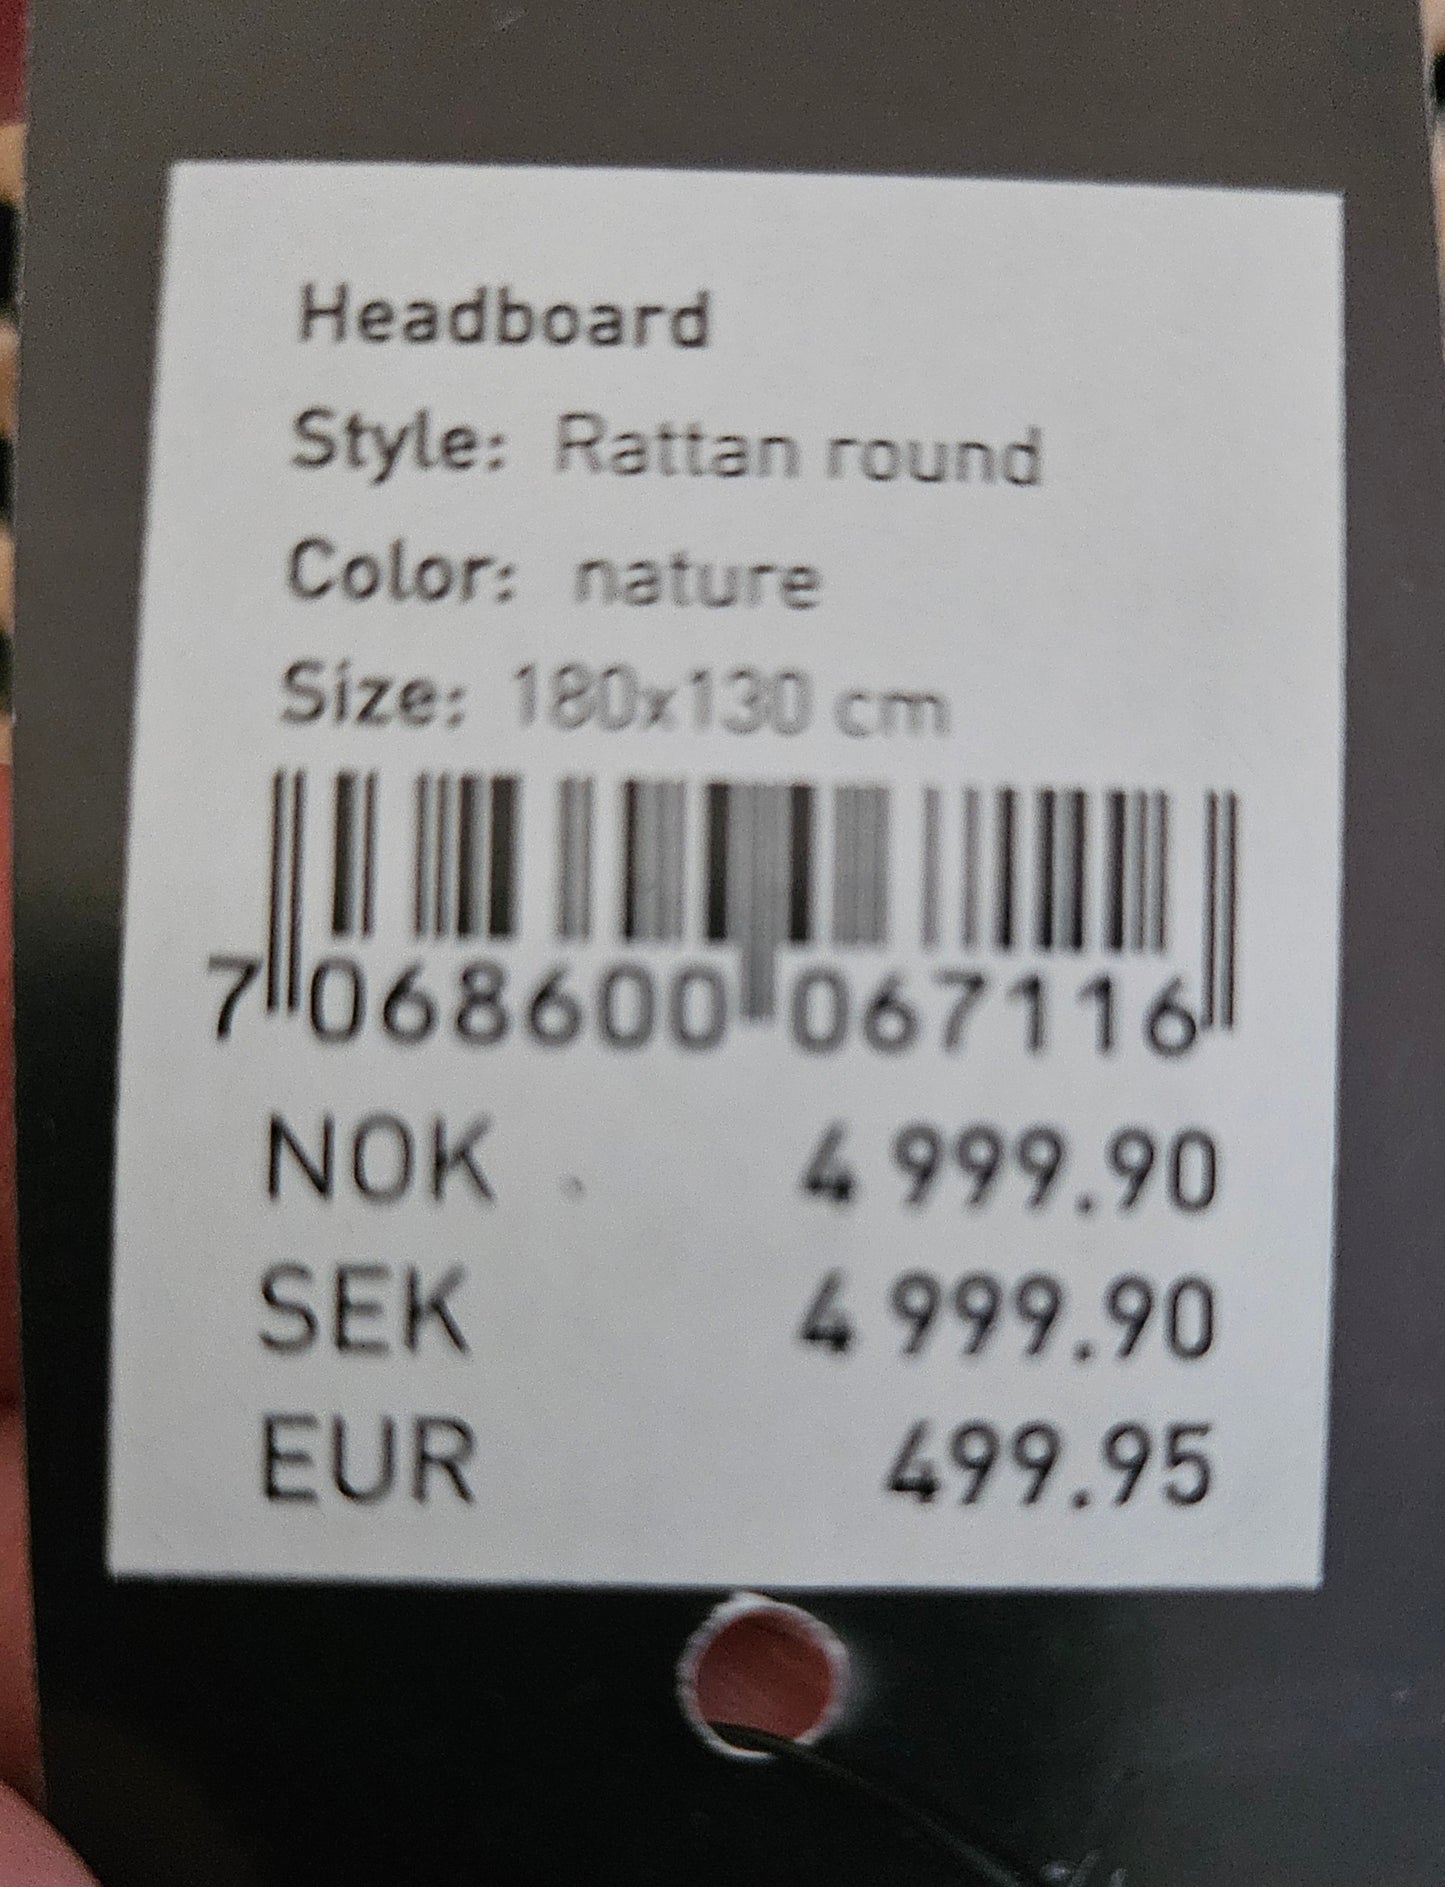 Headboard
Style: Rattan round
Color: nature
Size: 180x130 cm
7 068600 067116
NOK 4 999.90
SEK 4 999.90
EUR 499.95